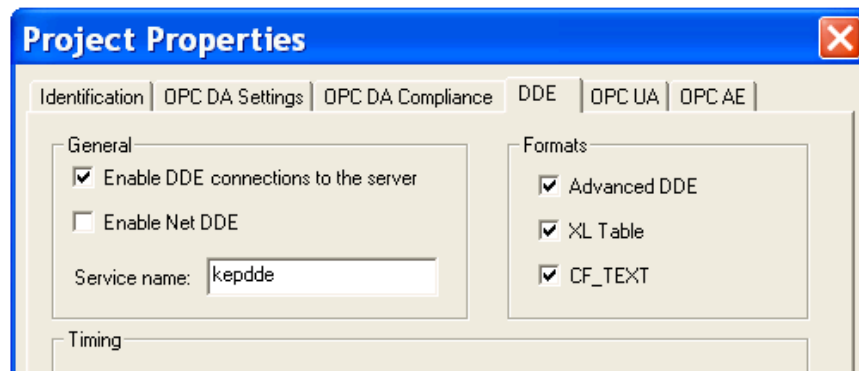 Project Properties
Identification OPC DA Settings OPC DA Compliance DDE OPC UA OPC AE
General
Enable DDE connections to the server
Enable Net DDE
Service name: kepdde
Formats
Advanced DDE
XL Table
CF_TEXT
Timing